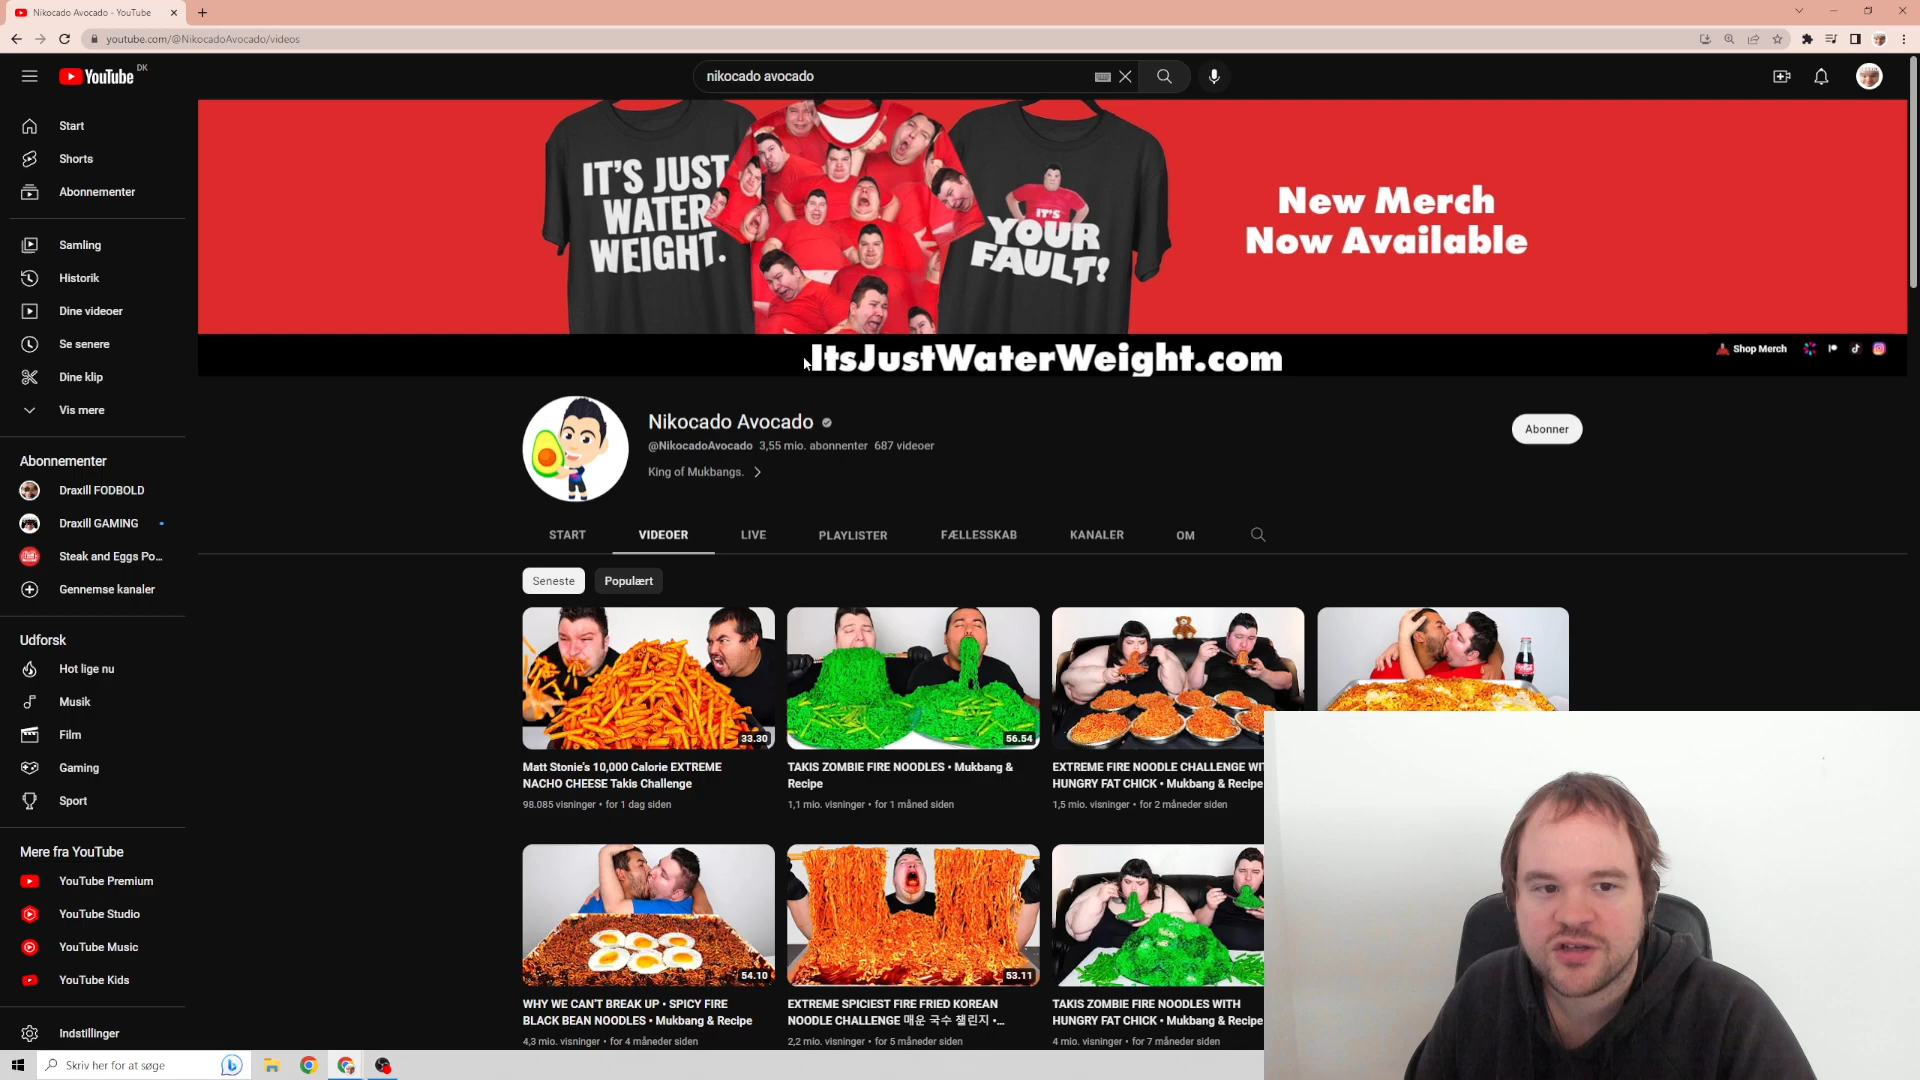 Nikocado Avocado - YouTube
youtube.com/@NikocadoAvocado/videos
YouTube DK
nikocado avocado
Start
Shorts
Abonnementer
Samling
Historik
Dine videoer
Se senere
Dine klip
Vis mere
Abonnementer
Draxill FODBOLD
Draxill GAMING
Steak and Eggs Po...
Gennemse kanaler
Udforsk
Hot lige nu
Musik
Film
Gaming
Sport
Mere fra YouTube
YouTube Premium
YouTube Studio
YouTube Music
YouTube Kids
Indstillinger
IT'S JUST
WATER
WEIGHT.
IT'S
YOUR
FAULT!
New Merch
Now Available
ItsJustWaterWeight.com
Shop Merch
Nikocado Avocado
@NikocadoAvocado 3,55 mio. abonnenter 687 videoer
King of Mukbangs.
Abonner
START VIDEOER LIVE PLAYLISTER FÆLLESSKAB KANALER OM
Seneste Populært
33.30
Matt Stonie's 10,000 Calorie EXTREME
NACHO CHEESE Takis Challenge
98.085 visninger • for 1 dag siden
56.54
TAKIS ZOMBIE FIRE NOODLES • Mukbang &
Recipe
1,1 mio. visninger • for 1 måned siden
EXTREME FIRE NOODLE CHALLENGE WIT
HUNGRY FAT CHICK • Mukbang & Recipe
1,5 mio. visninger • for 2 måneder siden
54.10
WHY WE CAN'T BREAK UP • SPICY FIRE
BLACK BEAN NOODLES • Mukbang & Recipe
4,3 mio. visninger • for 4 måneder siden
53.11
EXTREME SPICIEST FIRE FRIED KOREAN
NOODLE CHALLENGE 매운 국수 챌린지 •...
2,2 mio. visninger • for 5 måneder siden
TAKIS ZOMBIE FIRE NOODLES WITH
HUNGRY FAT CHICK • Mukbang & Recipe
4 mio. visninger • for 7 måneder siden
Skriv her for at søge